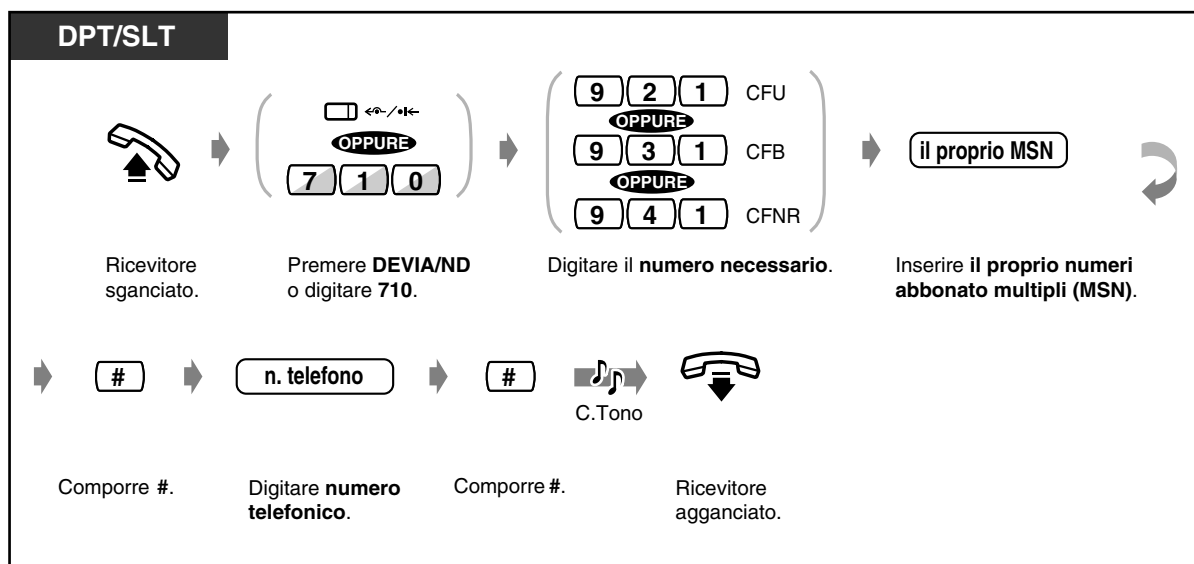 DPT/SLT
OPPURE
7 1 0
9 2 1 CFU
OPPURE
9 3 1 CFB
OPPURE
9 4 1 CFNR
il proprio MSN
Ricevitore
sganciato.
Premere DEVIA/ND
o digitare 710.
Digitare il numero necessario.
Inserire il proprio numeri
abbonato multipli (MSN).
#
n. telefono
#
C.Tono
Comporre #.
Digitare numero
telefonico.
Comporre #.
Ricevitore
agganciato.